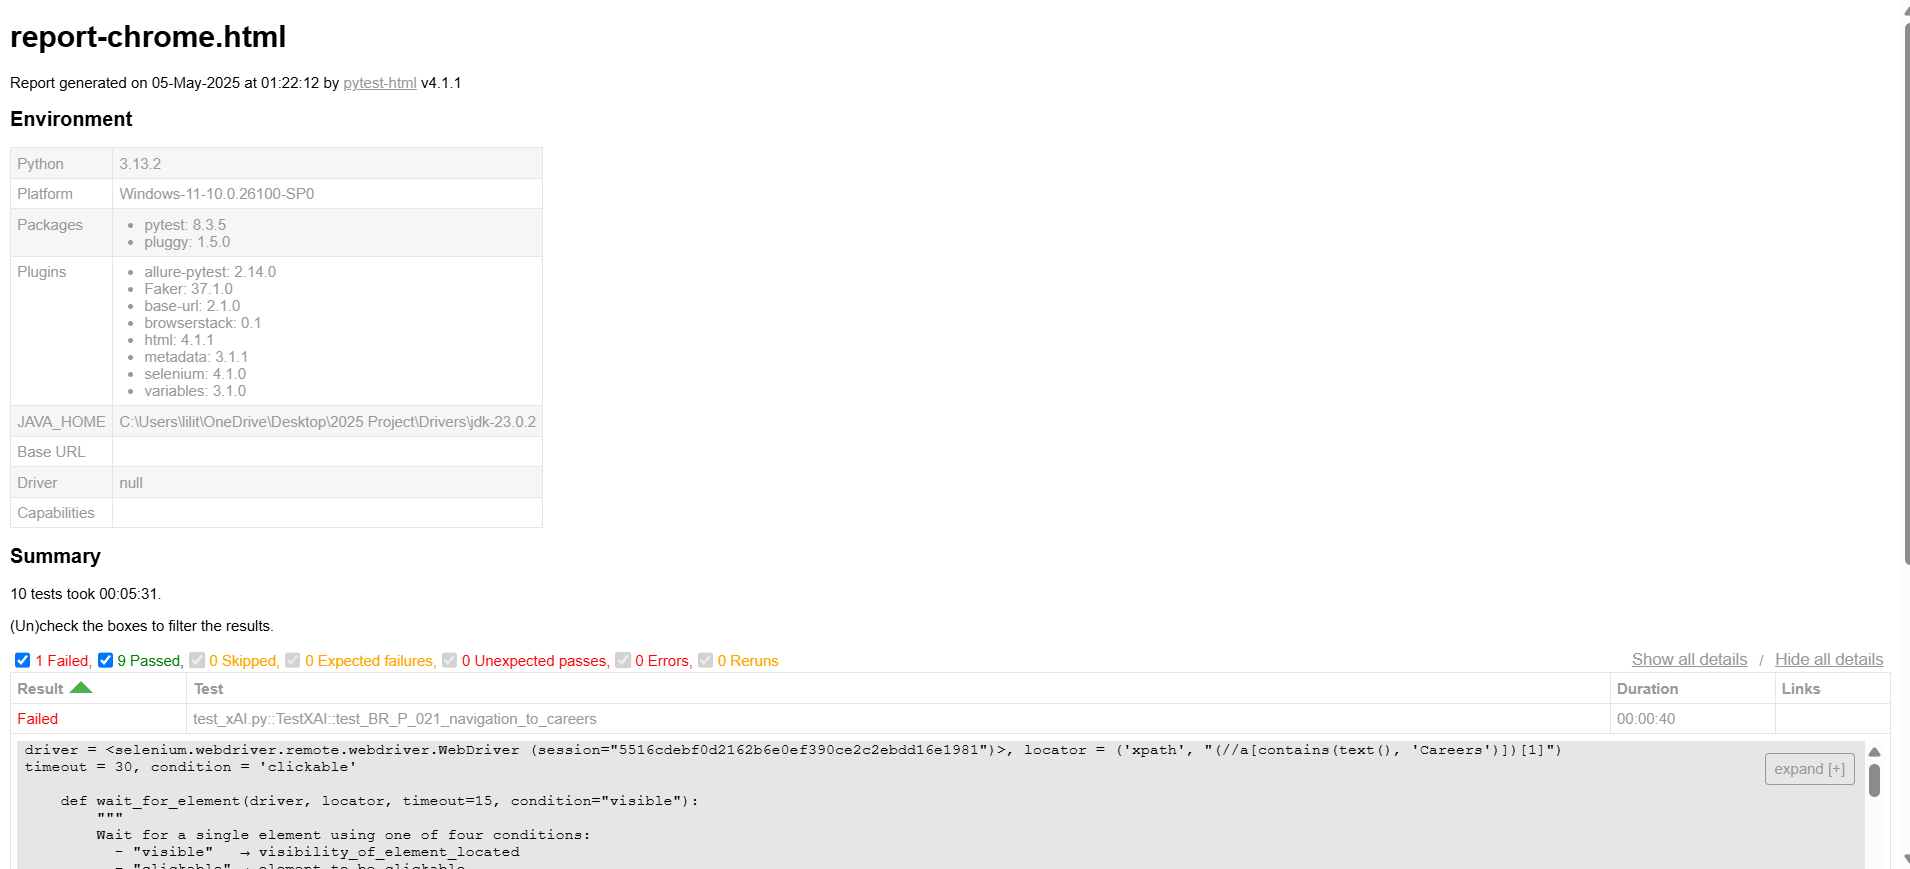 report-chrome.html
Report generated on 05-May-2025 at 01:22:12 by pytest-html v4.1.1
Environment
Python 3.13.2
Platform Windows-11-10.0.26100-SP0
Packages
• pytest: 8.3.5
• pluggy: 1.5.0
Plugins
• allure-pytest: 2.14.0
• Faker: 37.1.0
• base-url: 2.1.0
• browserstack: 0.1
• html: 4.1.1
• metadata: 3.1.1
• selenium: 4.1.0
• variables: 3.1.0
JAVA_HOME C:\Users\lilit\OneDrive\Desktop\2025 Project\Drivers\jdk-23.0.2
Base URL
Driver null
Capabilities
Summary
10 tests took 00:05:31.
(Un)check the boxes to filter the results.
1 Failed, 9 Passed, 0 Skipped, 0 Expected failures, 0 Unexpected passes, 0 Errors, 0 Reruns Show all details / Hide all details
Result Test Duration Links
Failed test_xAI.py::TestXAI::test_BR_P_021_navigation_to_careers 00:00:40
driver = <selenium.webdriver.remote.webdriver.WebDriver (session="5516cdebf0d2162b6e0ef390ce2c2ebdd16e1981")>, locator = ('xpath', "(//a[contains(text(), 'Careers')])[1]")
timeout = 30, condition = 'clickable'
expand [+]
def wait_for_element(driver, locator, timeout=15, condition="visible"):
"""
Wait for a single element using one of four conditions:
- "visible" → visibility_of_element_located
- "clickable" → element_to_be_clickable